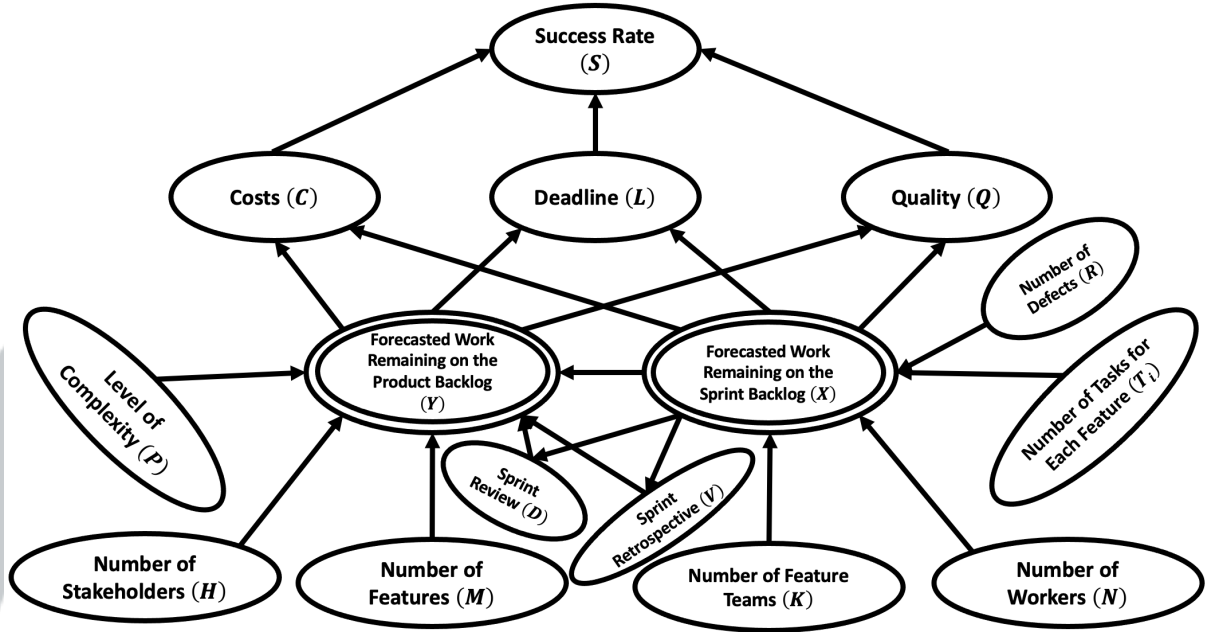 Success Rate
(S)
Costs (C)
Deadline (L)
Quality (Q)
Number of
Defects (R)
Forecasted Work
Remaining on the
Product Backlog
(Y)
Forecasted Work
Remaining on the
Sprint Backlog (X)
Level of
Complexity (P)
Number of Tasks for
Each Feature (T_i)
Sprint
Review (D)
Sprint
Retrospective (V)
Number of
Stakeholders (H)
Number of
Features (M)
Number of Feature
Teams (K)
Number of
Workers (N)